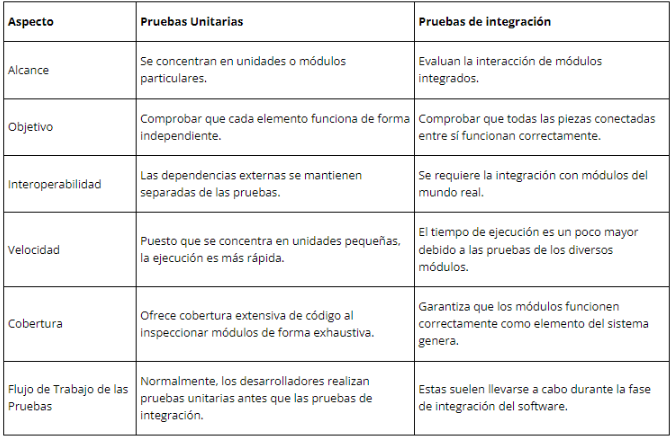 Aspecto
Pruebas Unitarias
Pruebas de integración
Alcance
Se concentran en unidades o módulos
particulares.
Evaluan la interacción de módulos
integrados.
Objetivo
Comprobar que cada elemento funciona de forma
independiente.
Comprobar que todas las piezas conectadas
entre sí funcionan correctamente.
Interoperabilidad
Las dependencias externas se mantienen
separadas de las pruebas.
Se requiere la integración con módulos del
mundo real.
Velocidad
Puesto que se concentra en unidades pequeñas,
la ejecución es más rápida.
El tiempo de ejecución es un poco mayor
debido a las pruebas de los diversos
módulos.
Cobertura
Ofrece cobertura extensiva de código al
inspeccionar módulos de forma exhaustiva.
Garantiza que los módulos funcionen
correctamente como elemento del sistema
genera.
Flujo de Trabajo de las
Pruebas
Normalmente, los desarrolladores realizan
pruebas unitarias antes que las pruebas de
integración.
Estas suelen llevarse a cabo durante la fase
de integración del software.